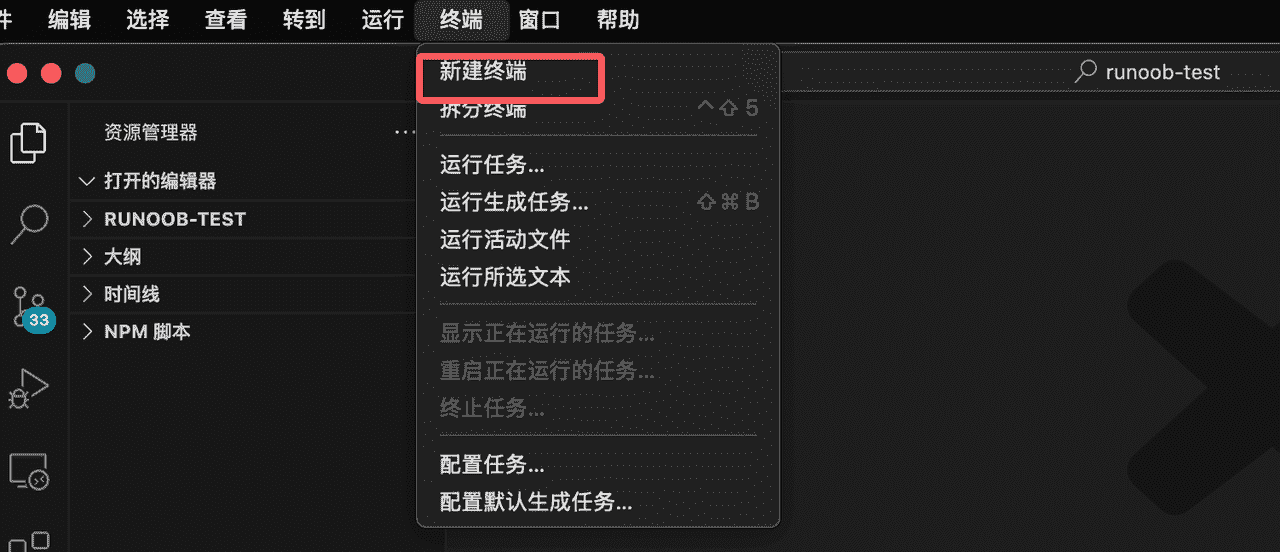 件 编辑 选择 查看 转到 运行 终端 窗口 帮助
新建终端
runoob-test
拆分终端 ^⇧5
资源管理器 ...
运行任务...
打开的编辑器
运行生成任务... ⇧⌘B
RUNOOB-TEST
运行活动文件
大纲
运行所选文本
时间线
33
显示正在运行的任务...
NPM 脚本
重启正在运行的任务...
终止任务...
配置任务...
配置默认生成任务...